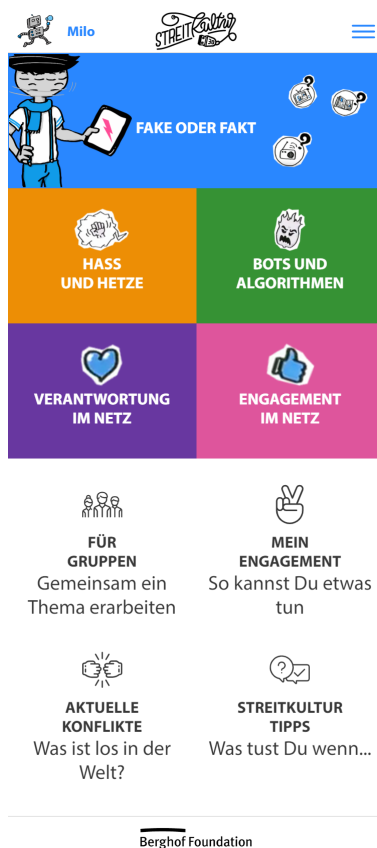 Milo
STREITKultur
FAKE ODER FAKT
HASS
UND HETZE
BOTS UND
ALGORITHMEN
VERANTWORTUNG
IM NETZ
ENGAGEMENT
IM NETZ
FÜR
GRUPPEN
Gemeinsam ein
Thema erarbeiten
MEIN
ENGAGEMENT
So kannst Du etwas
tun
AKTUELLE
KONFLIKTE
Was ist los in der
Welt?
STREITKULTUR
TIPPS
Was tust Du wenn...
Berghof Foundation